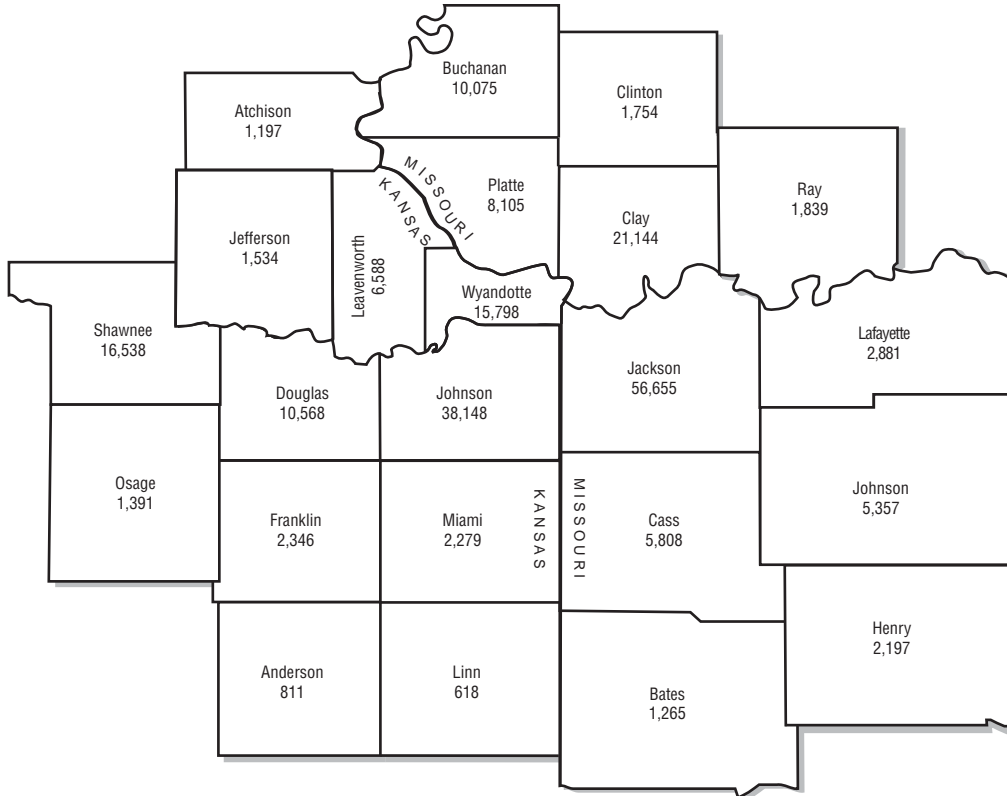 Buchanan
10,075
Clinton
1,754
Atchison
1,197
MISSOURI
KANSAS
Platte
8,105
Ray
1,839
Clay
21,144
Jefferson
1,534
Leavenworth
6,588
Wyandotte
15,798
Shawnee
16,538
Lafayette
2,881
Jackson
56,655
Douglas
10,568
Johnson
38,148
Osage
1,391
Franklin
2,346
Miami
2,279
KANSAS
MISSOURI
Cass
5,808
Johnson
5,357
Henry
2,197
Anderson
811
Linn
618
Bates
1,265